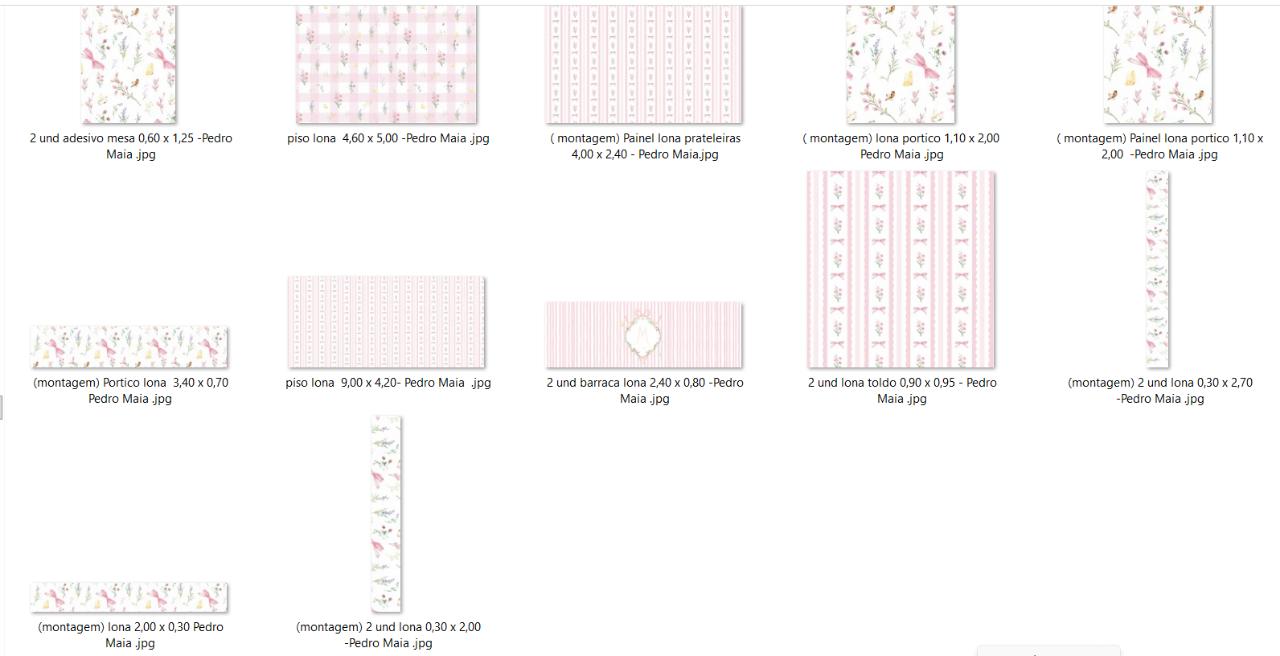 2 und adesivo mesa 0,60 x 1,25 -Pedro
Maia .jpg
piso lona  4,60 x 5,00 -Pedro Maia .jpg
( montagem) Painel lona prateleiras
4,00 x 2,40 - Pedro Maia.jpg
( montagem) lona portico 1,10 x 2,00
Pedro Maia .jpg
( montagem) Painel lona portico 1,10 x
2,00  -Pedro Maia .jpg
(montagem) Portico lona  3,40 x 0,70
Pedro Maia .jpg
piso lona  9,00 x 4,20- Pedro Maia  .jpg
2 und barraca lona 2,40 x 0,80 -Pedro
Maia .jpg
2 und lona toldo 0,90 x 0,95 - Pedro
Maia .jpg
(montagem) 2 und lona 0,30 x 2,70
-Pedro Maia .jpg
(montagem) lona 2,00 x 0,30 Pedro
Maia .jpg
(montagem) 2 und lona 0,30 x 2,00
-Pedro Maia .jpg